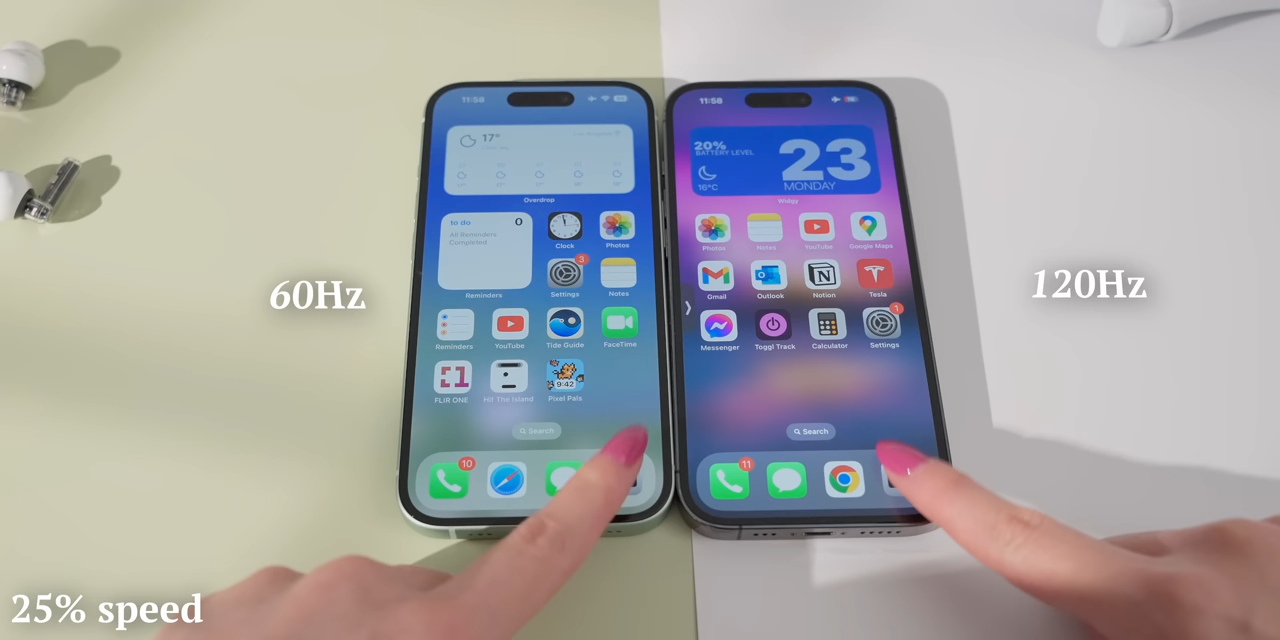 11:58
17°
Overdrop
to do
0
All Reminders
Completed
Clock
Photos
3
Reminders
Settings
Notes
Reminders
YouTube
Tide Guide
FaceTime
FLIR ONE
Hit The Island
9:42
Pixel Pals
Search
10
11:58
20%
BATTERY LEVEL
16°C
23
MONDAY
Widgy
Photos
Notes
YouTube
Google Maps
Gmail
Outlook
Notion
Tesla
1
Messenger
Toggl Track
Calculator
Settings
Search
11
60Hz
120Hz
25% speed